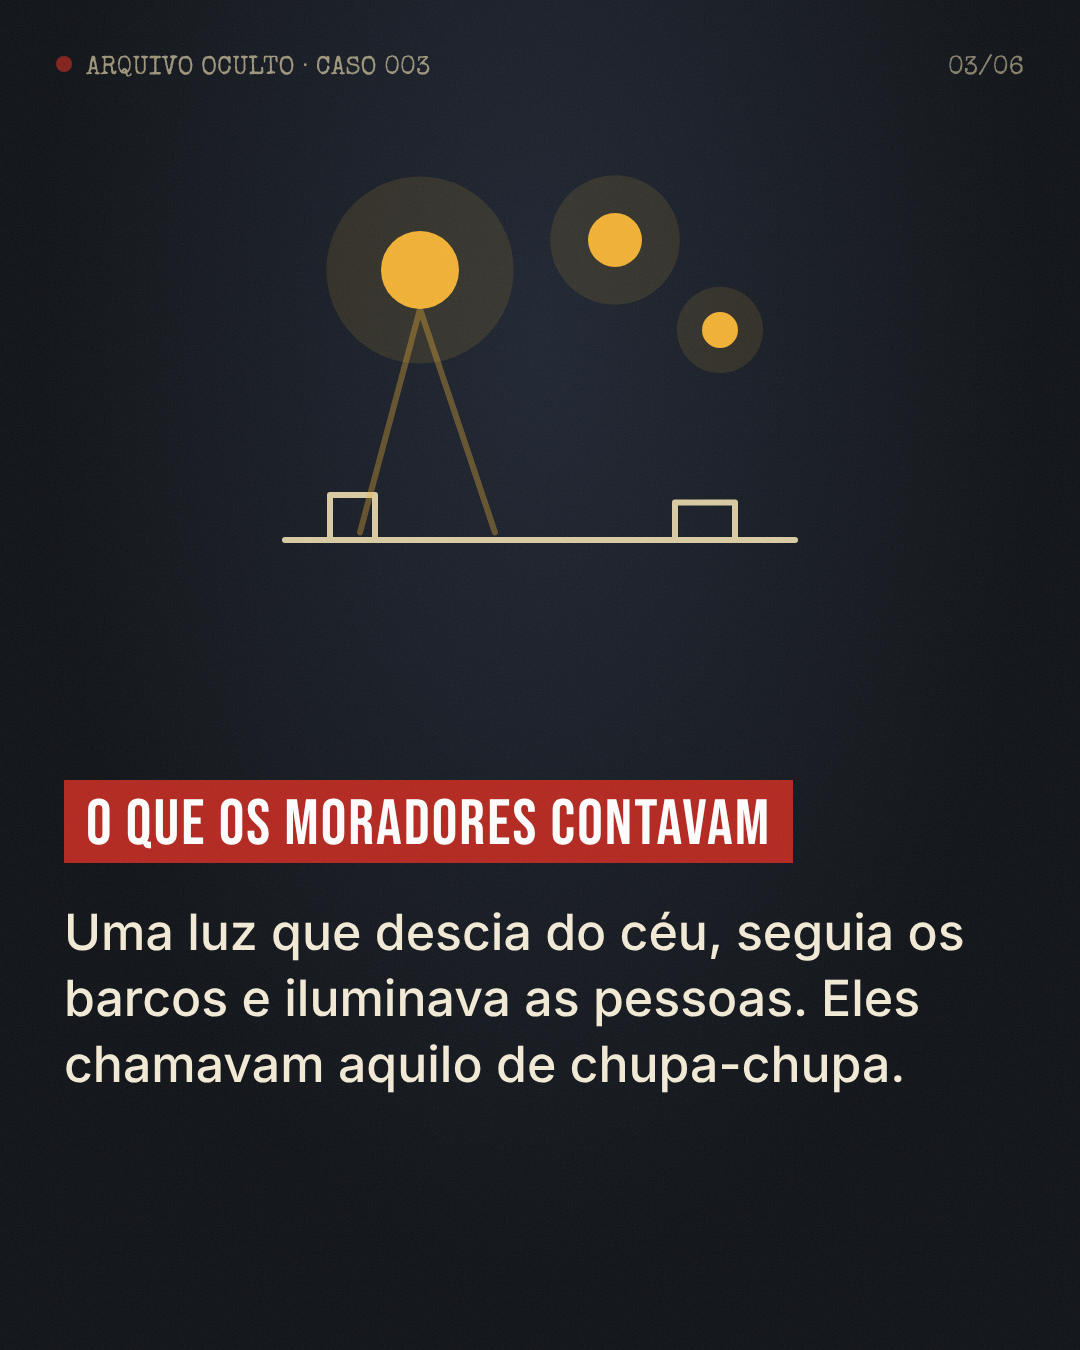 ARQUIVO OCULTO · CASO 003
03/06
O QUE OS MORADORES CONTAVAM
Uma luz que descia do céu, seguia os
barcos e iluminava as pessoas. Eles
chamavam aquilo de chupa-chupa.